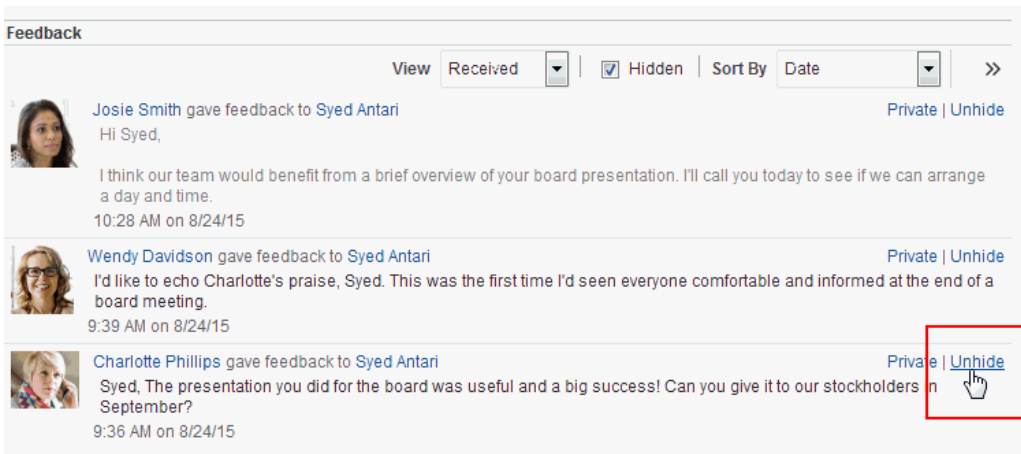 Feedback
View Received Hidden Sort By Date »
Josie Smith gave feedback to Syed Antari Private | Unhide
Hi Syed,
I think our team would benefit from a brief overview of your board presentation. I'll call you today to see if we can arrange
a day and time.
10:28 AM on 8/24/15
Wendy Davidson gave feedback to Syed Antari Private | Unhide
I'd like to echo Charlotte's praise, Syed. This was the first time I'd seen everyone comfortable and informed at the end of a
board meeting.
9:39 AM on 8/24/15
Charlotte Phillips gave feedback to Syed Antari Private | Unhide
Syed, The presentation you did for the board was useful and a big success! Can you give it to our stockholders in
September?
9:36 AM on 8/24/15